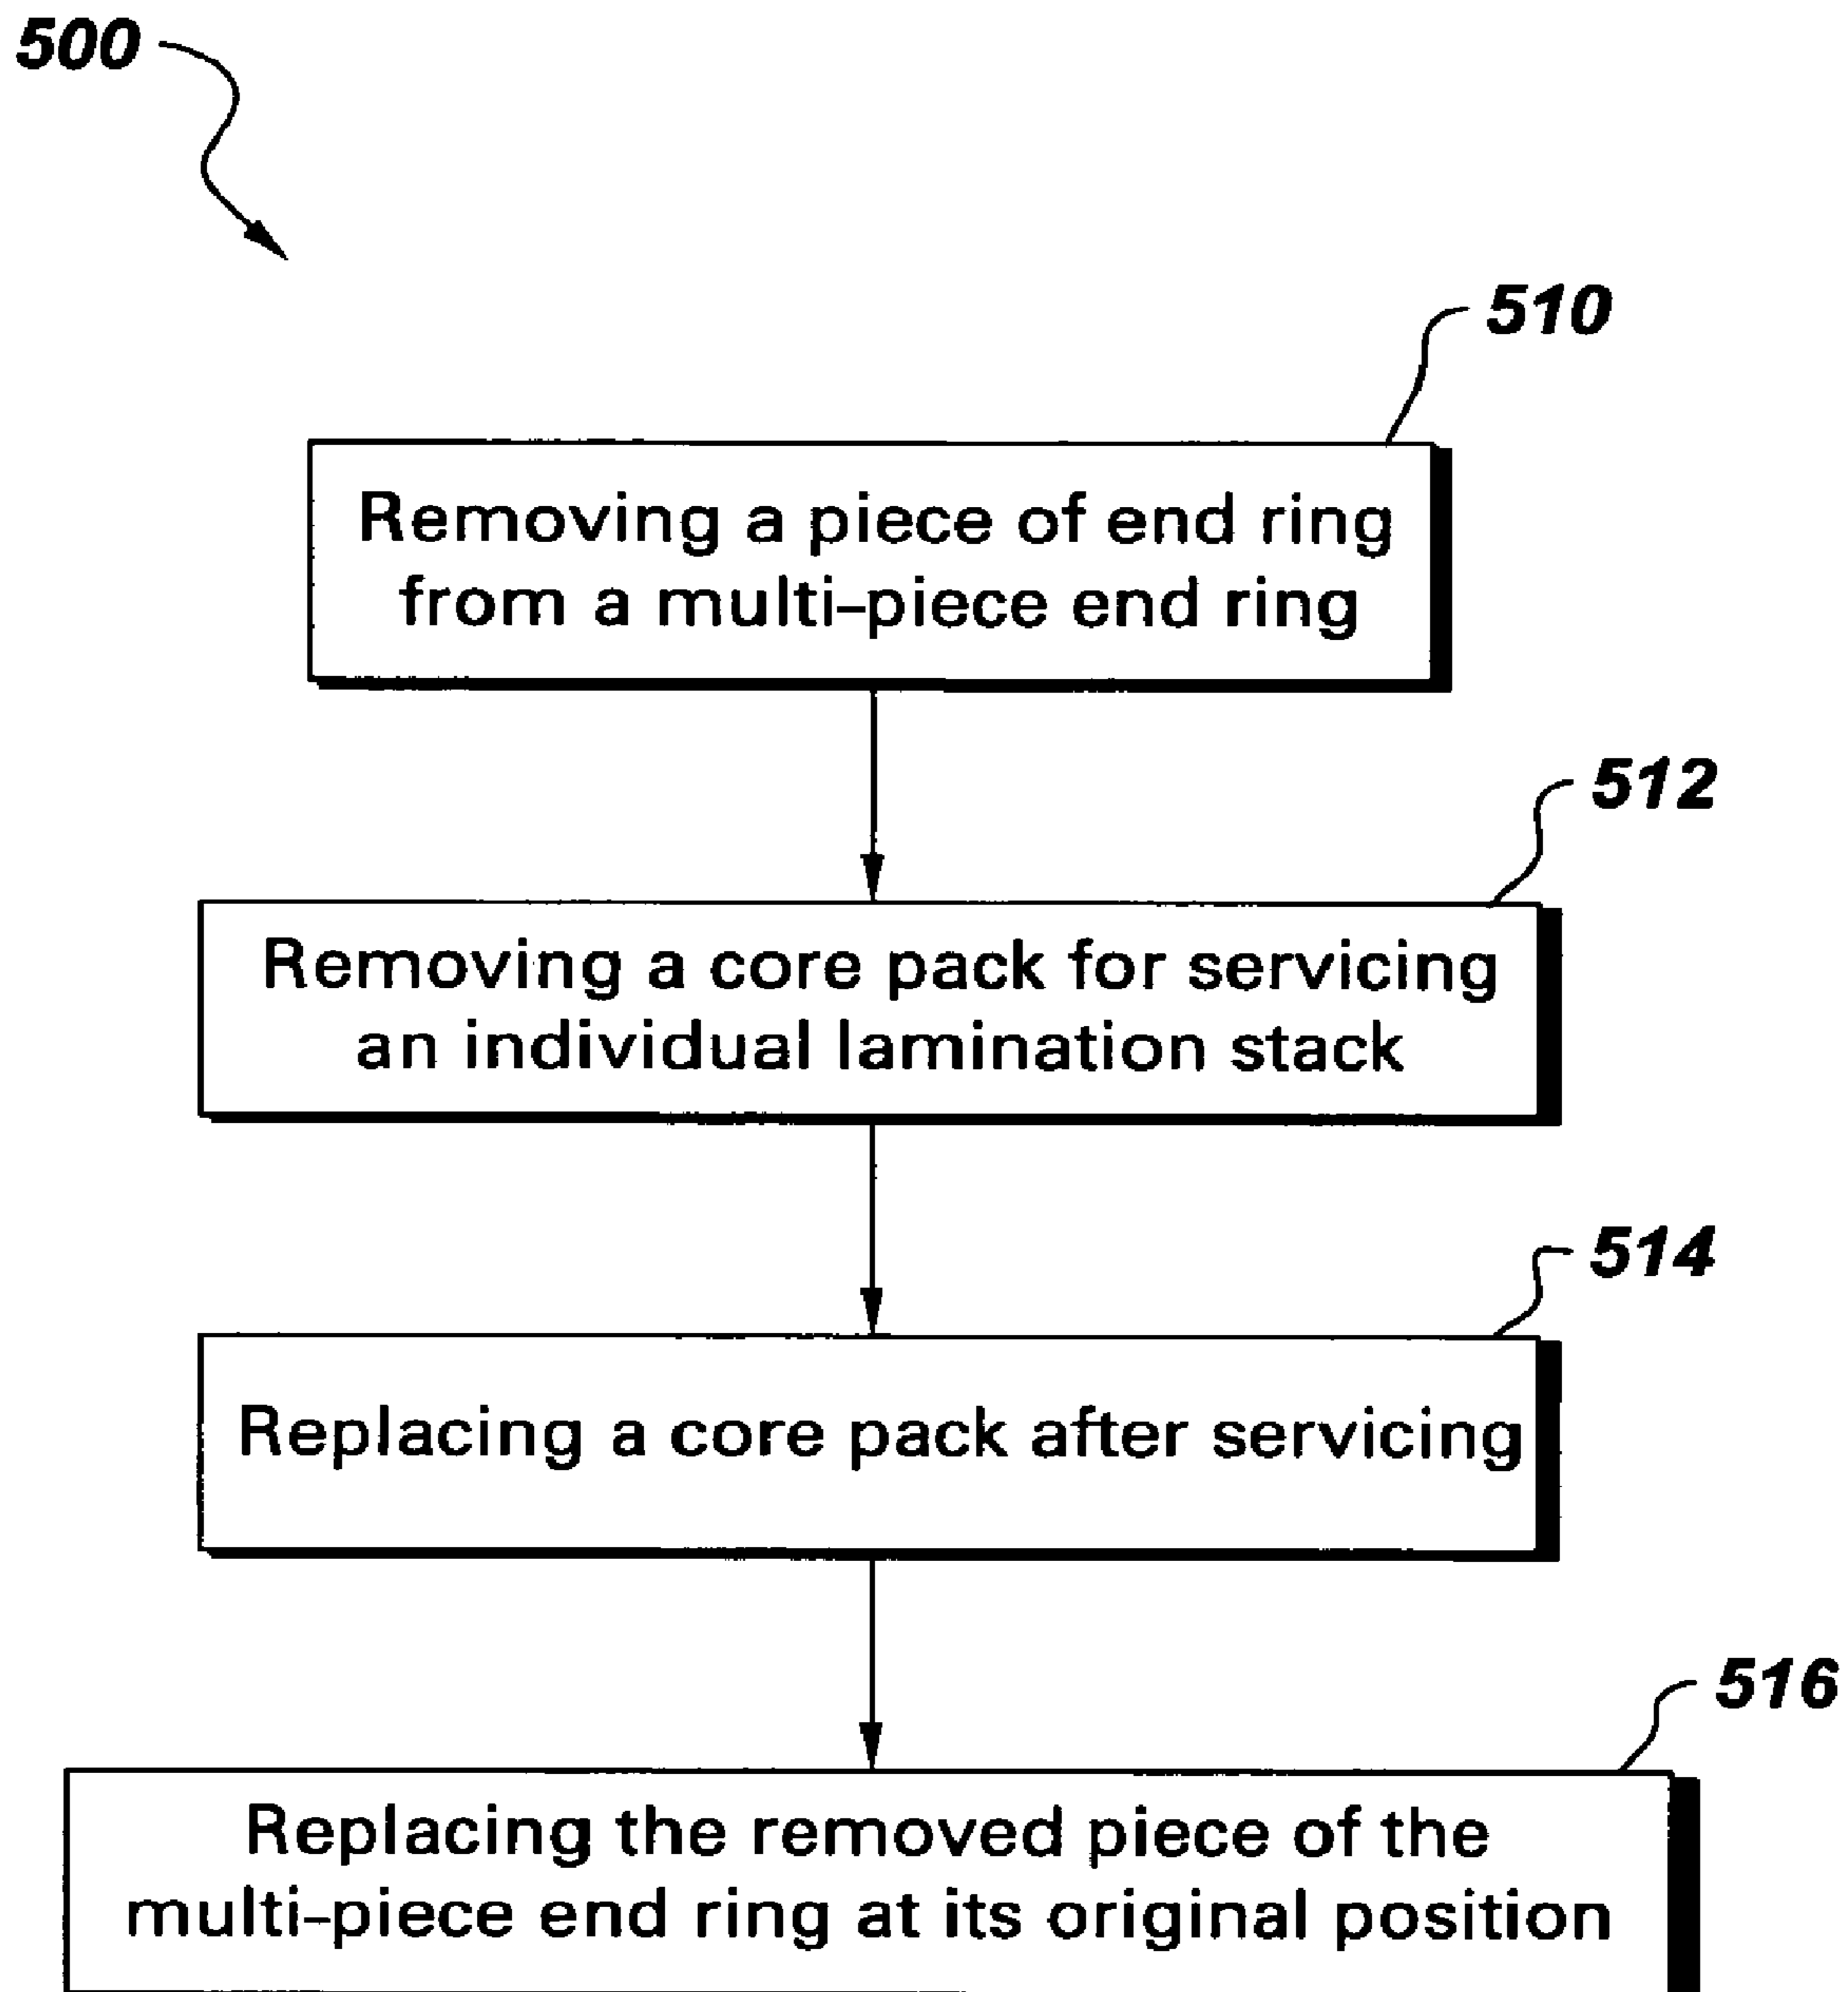 500
510
Removing a piece of end ring
from a multi-piece end ring
512
Removing a core pack for servicing
an individual lamination stack
514
Replacing a core pack after servicing
516
Replacing the removed piece of the
multi-piece end ring at its original position